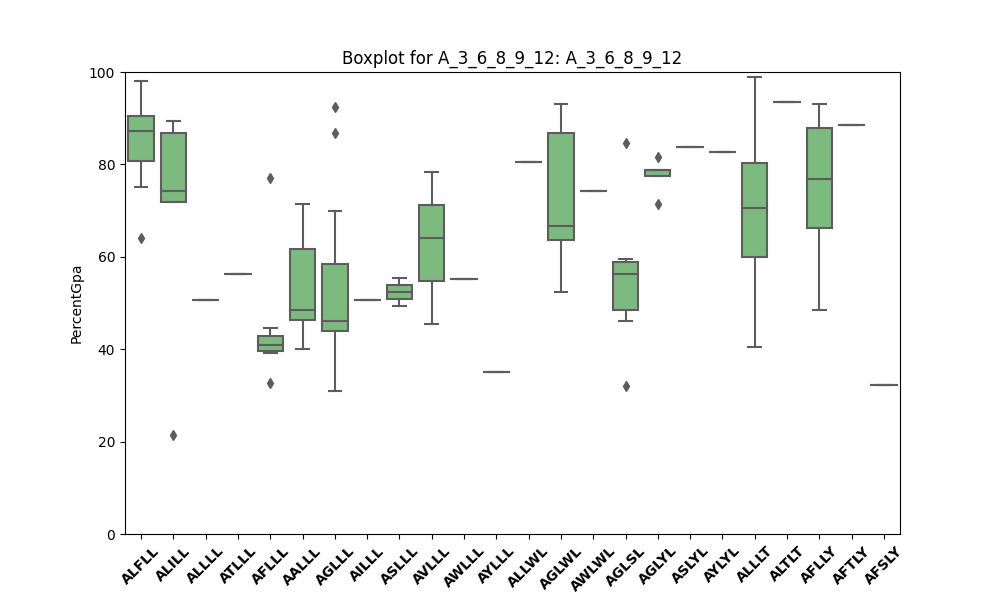 Boxplot for A_3_6_8_9_12: A_3_6_8_9_12
100
80
60
40
20
0
PercentGpa
ALFLL
ALILL
ALLLL
ATLLL
AFLLL
AALLL
AGLLL
AILLL
ASLLL
AVLLL
AWLLL
AYLLL
ALLWL
AGLWL
AWLWL
AGLSL
AGLYL
ASLYL
AYLYL
ALLLT
ALTLT
AFLLY
AFTLY
AFSLY